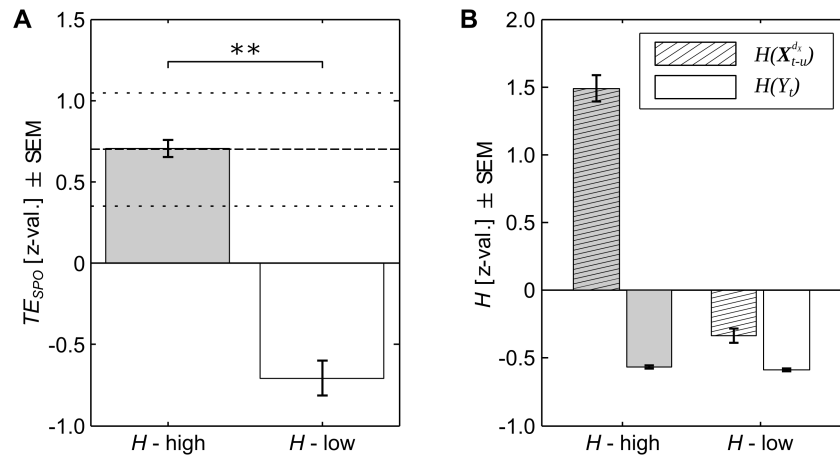 A
TE_SPO [z-val.] ± SEM
1.5
1.0
0.5
0
-0.5
-1.0
**
H - high
H - low
B
H [z-val.] ± SEM
2.0
1.5
1.0
0.5
0
-0.5
-1.0
H(X^{d_x}_{t-u})
H(Y_t)
H - high
H - low